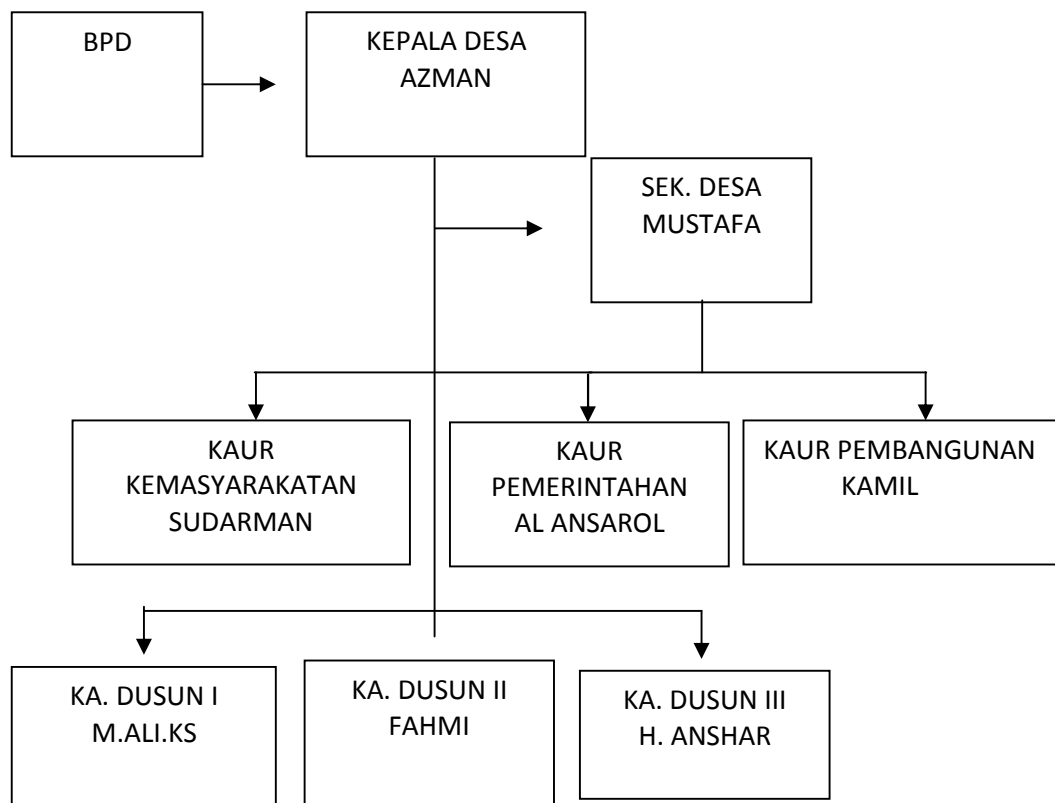 BPD
KEPALA DESA
AZMAN
SEK. DESA
MUSTAFA
KAUR
KEMASYARAKATAN
SUDARMAN
KAUR
PEMERINTAHAN
AL ANSAROL
KAUR PEMBANGUNAN
KAMIL
KA. DUSUN I
M.ALI.KS
KA. DUSUN II
FAHMI
KA. DUSUN III
H. ANSHAR